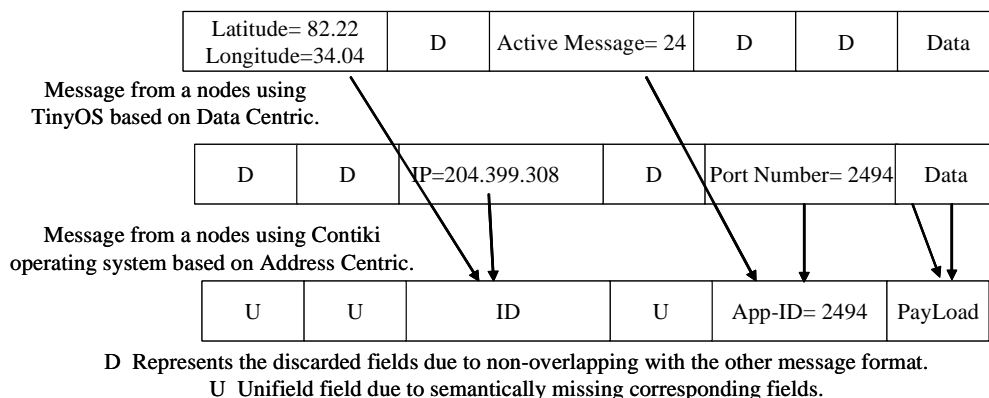 Latitude= 82.22
Longitude=34.04
D
Active Message= 24
D
D
Data
Message from a nodes using
TinyOS based on Data Centric.
D
D
IP=204.399.308
D
Port Number= 2494
Data
Message from a nodes using Contiki
operating system based on Address Centric.
U
U
ID
U
App-ID= 2494
PayLoad
D Represents the discarded fields due to non-overlapping with the other message format.
U Unifield field due to semantically missing corresponding fields.